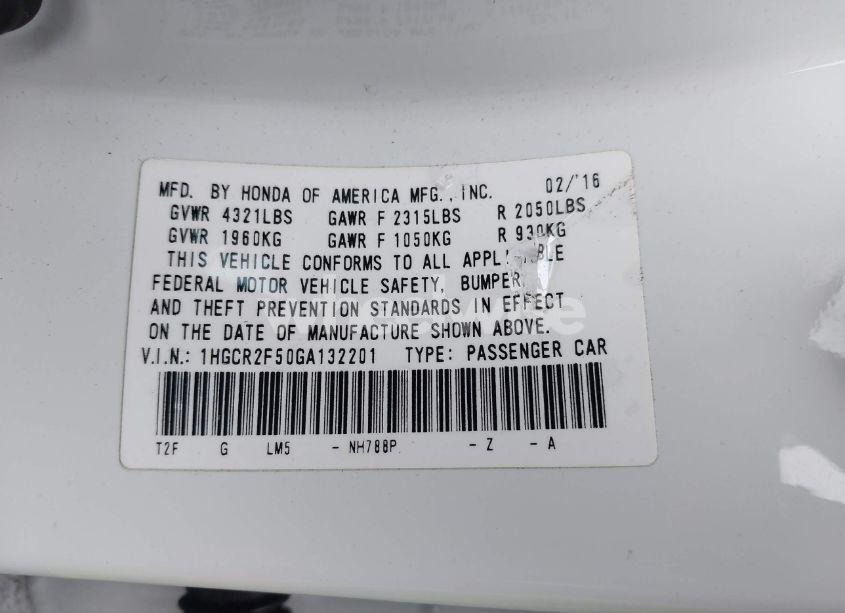 MFD. BY HONDA OF AMERICA MFG., INC. 02/'16
GVWR 4321LBS GAWR F 2315LBS R 2050LBS
GVWR 1960KG GAWR F 1050KG R 930KG
THIS VEHICLE CONFORMS TO ALL APPLICABLE
FEDERAL MOTOR VEHICLE SAFETY, BUMPER,
AND THEFT PREVENTION STANDARDS IN EFFECT
ON THE DATE OF MANUFACTURE SHOWN ABOVE.
V.I.N.: 1HGCR2F50GA132201 TYPE: PASSENGER CAR
T2F G LM5 - NH788P - Z - A